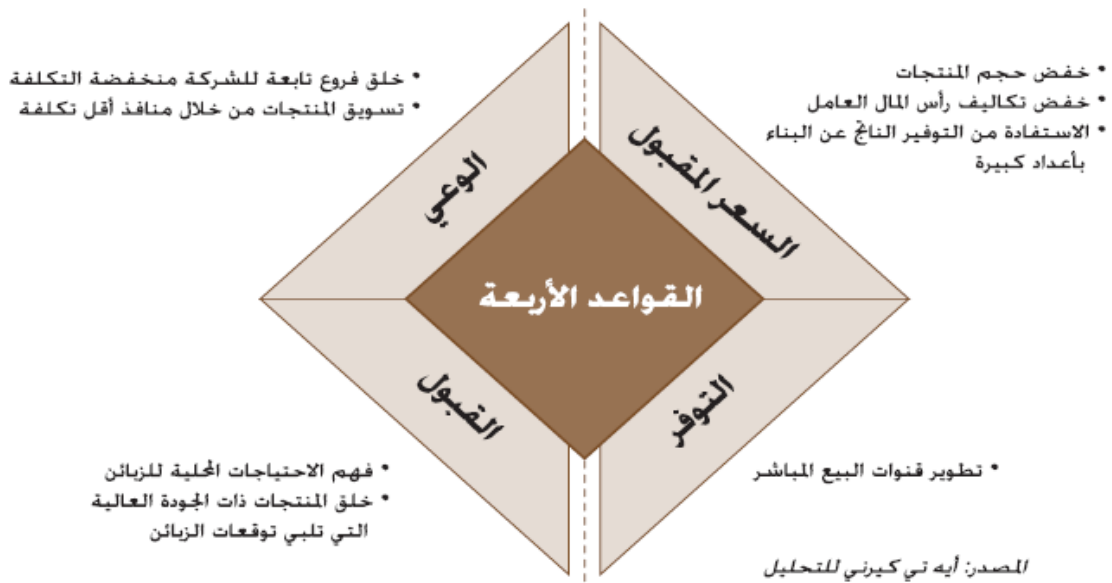 • خفض حجم المنتجات
• خفض تكاليف رأس المال العامل
• الاستفادة من التوفير الناتج عن البناء
بأعداد كبيرة
السعر المقبول
• خلق فروع تابعة للشركة منخفضة التكلفة
• تسويق المنتجات من خلال منافذ أقل تكلفة
الوعي
القواعد الأربعة
التوفر
• تطوير قنوات البيع المباشر
القبول
• فهم الاحتياجات المحلية للزبائن
• خلق المنتجات ذات الجودة العالية
التي تلبي توقعات الزبائن
المصدر: أيه تي كيرني للتحليل